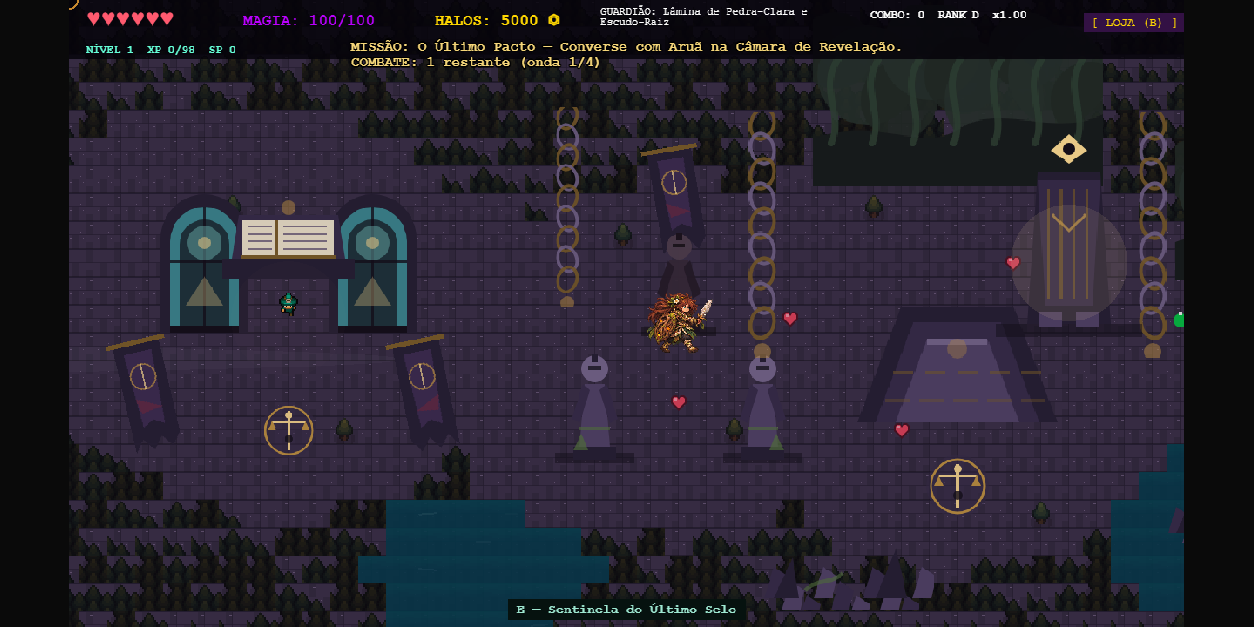 MAGIA: 100/100
HALOS: 5000
GUARDIÃO: Lâmina de Pedra-Clara e
Escudo-Raiz
COMBO: 0 RANK D x1.00
[ LOJA (B) ]
NÍVEL 1 XP 0/98 SP 0
MISSÃO: O Último Pacto — Converse com Aruã na Câmara de Revelação.
COMBATE: 1 restante (onda 1/4)
E — Sentinela do Último Selo